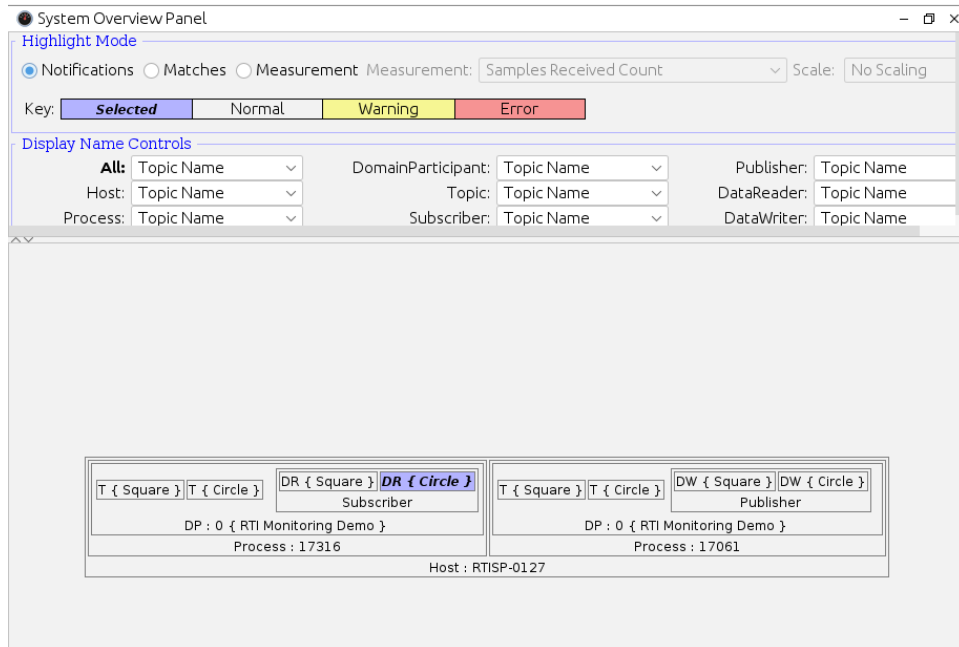 System Overview Panel
Highlight Mode
Notifications Matches Measurement Measurement: Samples Received Count Scale: No Scaling
Key: Selected Normal Warning Error
Display Name Controls
All: Topic Name DomainParticipant: Topic Name Publisher: Topic Name
Host: Topic Name Topic: Topic Name DataReader: Topic Name
Process: Topic Name Subscriber: Topic Name DataWriter: Topic Name
DR { Square } DR { Circle } DW { Square } DW { Circle }
T { Square } T { Circle } T { Square } T { Circle }
Subscriber Publisher
DP : 0 { RTI Monitoring Demo } DP : 0 { RTI Monitoring Demo }
Process : 17316 Process : 17061
Host : RTISP-0127